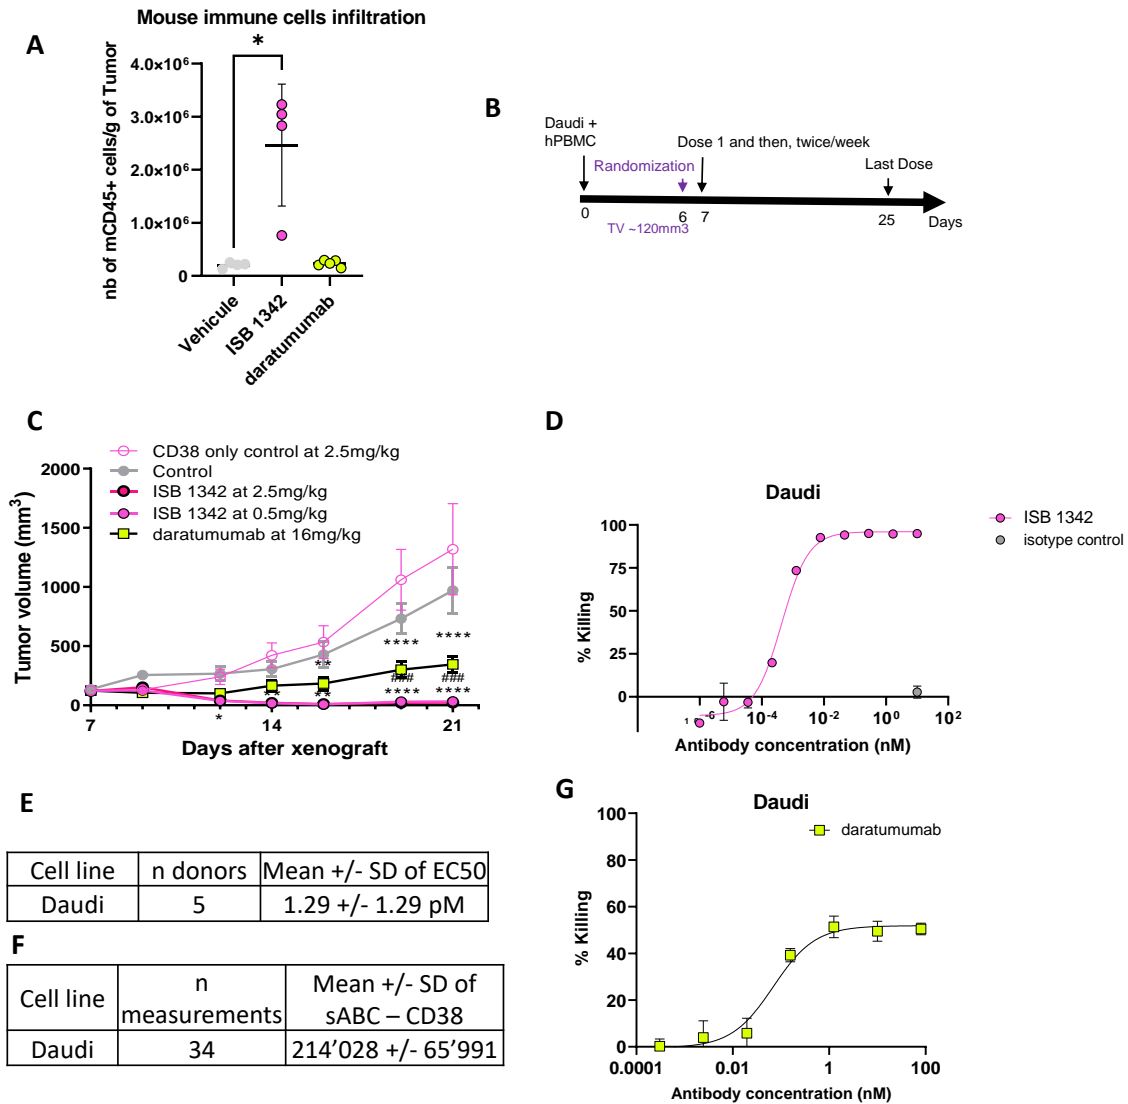 Mouse immune cells infiltration
A
*
4.0×10⁶
3.0×10⁶
2.0×10⁶
1.0×10⁶
0
nb of mCD45+ cells/g of Tumor
Vehicule
ISB 1342
daratumumab
B
Daudi +
hPBMC
Dose 1 and then, twice/week
Randomization
Last Dose
0
6
7
25
Days
TV ~120mm3
C
CD38 only control at 2.5mg/kg
Control
ISB 1342 at 2.5mg/kg
ISB 1342 at 0.5mg/kg
daratumumab at 16mg/kg
2000
1500
1000
500
0
Tumor volume (mm³)
****
****
**
###
###
**
**
****
****
*
7
14
21
Days after xenograft
D
Daudi
ISB 1342
isotype control
100
75
50
25
0
% Killing
10⁻⁴
10⁻²
10⁰
10²
Antibody concentration (nM)
E
Cell line
n donors
Mean +/- SD of EC50
Daudi
5
1.29 +/- 1.29 pM
F
Cell line
n
measurements
Mean +/- SD of
sABC – CD38
Daudi
34
214’028 +/- 65’991
G
Daudi
daratumumab
100
80
60
40
20
0
% Killing
0.0001
0.01
1
100
Antibody concentration (nM)